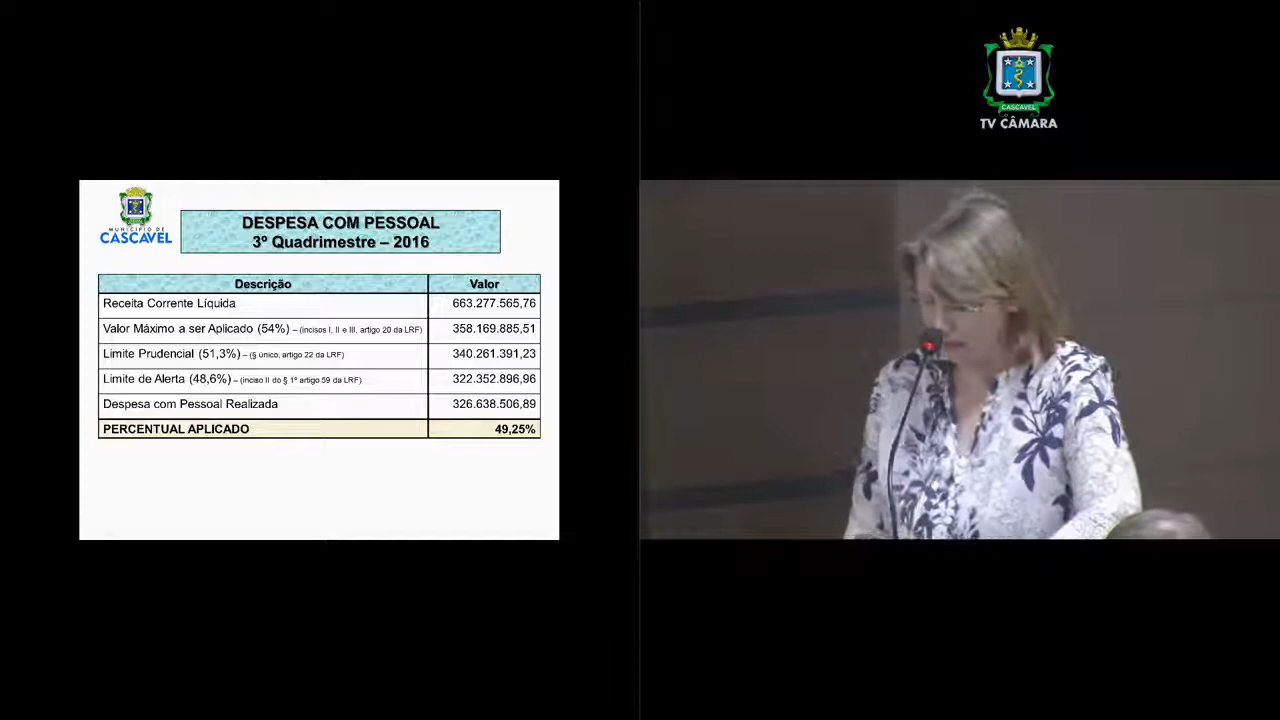 CASCAVEL
TV CÂMARA
MUNICÍPIO DE
CASCAVEL
DESPESA COM PESSOAL
3º Quadrimestre – 2016
Descrição Valor
Receita Corrente Líquida 663.277.565,76
Valor Máximo a ser Aplicado (54%) – (incisos I, II e III, artigo 20 da LRF) 358.169.885,51
Limite Prudencial (51,3%) – (§ único, artigo 22 da LRF) 340.261.391,23
Limite de Alerta (48,6%) – (inciso II do § 1º artigo 59 da LRF) 322.352.896,96
Despesa com Pessoal Realizada 326.638.506,89
PERCENTUAL APLICADO 49,25%